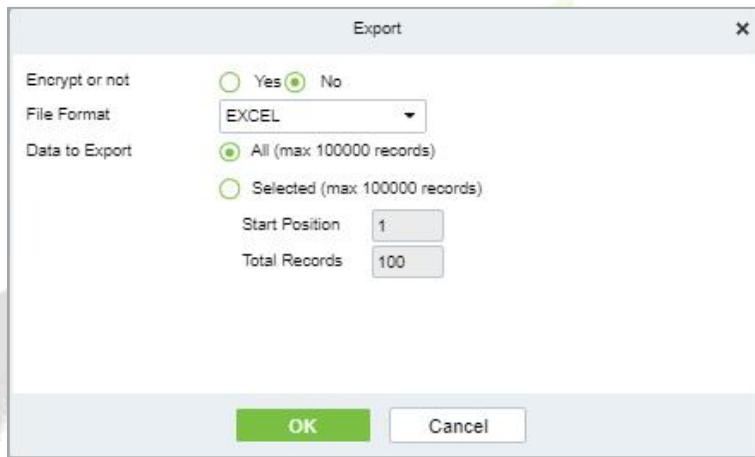 Export
Encrypt or not Yes No
File Format EXCEL
Data to Export All (max 100000 records)
Selected (max 100000 records)
Start Position 1
Total Records 100
OK Cancel